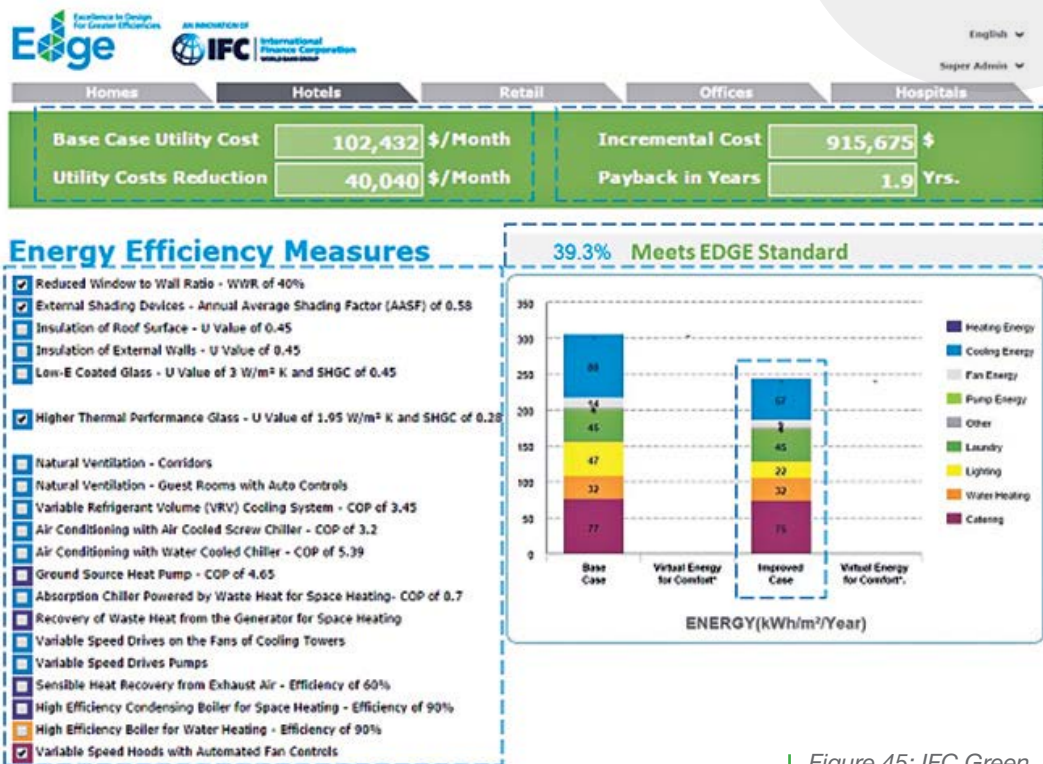 Edge
Excellence in Design
For Greater Efficiencies
AN INNOVATION OF
IFC
International
Finance Corporation
WORLD BANK GROUP
English
Super Admin
Homes
Hotels
Retail
Offices
Hospitals
Base Case Utility Cost 102,432 $/Month
Utility Costs Reduction 40,040 $/Month
Incremental Cost 915,675 $
Payback in Years 1.9 Yrs.
Energy Efficiency Measures
39.3% Meets EDGE Standard
Reduced Window to Wall Ratio - WWR of 40%
External Shading Devices - Annual Average Shading Factor (AASF) of 0.58
Insulation of Roof Surface - U Value of 0.45
Insulation of External Walls - U Value of 0.45
Low-E Coated Glass - U Value of 3 W/m² K and SHGC of 0.45
Higher Thermal Performance Glass - U Value of 1.95 W/m² K and SHGC of 0.28
Natural Ventilation - Corridors
Natural Ventilation - Guest Rooms with Auto Controls
Variable Refrigerant Volume (VRV) Cooling System - COP of 3.45
Air Conditioning with Air Cooled Screw Chiller - COP of 3.2
Air Conditioning with Water Cooled Chiller - COP of 5.39
Ground Source Heat Pump - COP of 4.65
Absorption Chiller Powered by Waste Heat for Space Heating- COP of 0.7
Recovery of Waste Heat from the Generator for Space Heating
Variable Speed Drives on the Fans of Cooling Towers
Variable Speed Drives Pumps
Sensible Heat Recovery from Exhaust Air - Efficiency of 60%
High Efficiency Condensing Boiler for Space Heating - Efficiency of 90%
High Efficiency Boiler for Water Heating - Efficiency of 90%
Variable Speed Hoods with Automated Fan Controls
350
300
250
200
150
100
50
0
14
45
47
32
77
45
22
32
Base
Case
Virtual Energy
for Comfort*
Improved
Case
Virtual Energy
for Comfort*.
ENERGY(kWh/m²/Year)
Heating Energy
Cooling Energy
Fan Energy
Pump Energy
Other
Laundry
Lighting
Water Heating
Catering
Figure 45: IFC Green